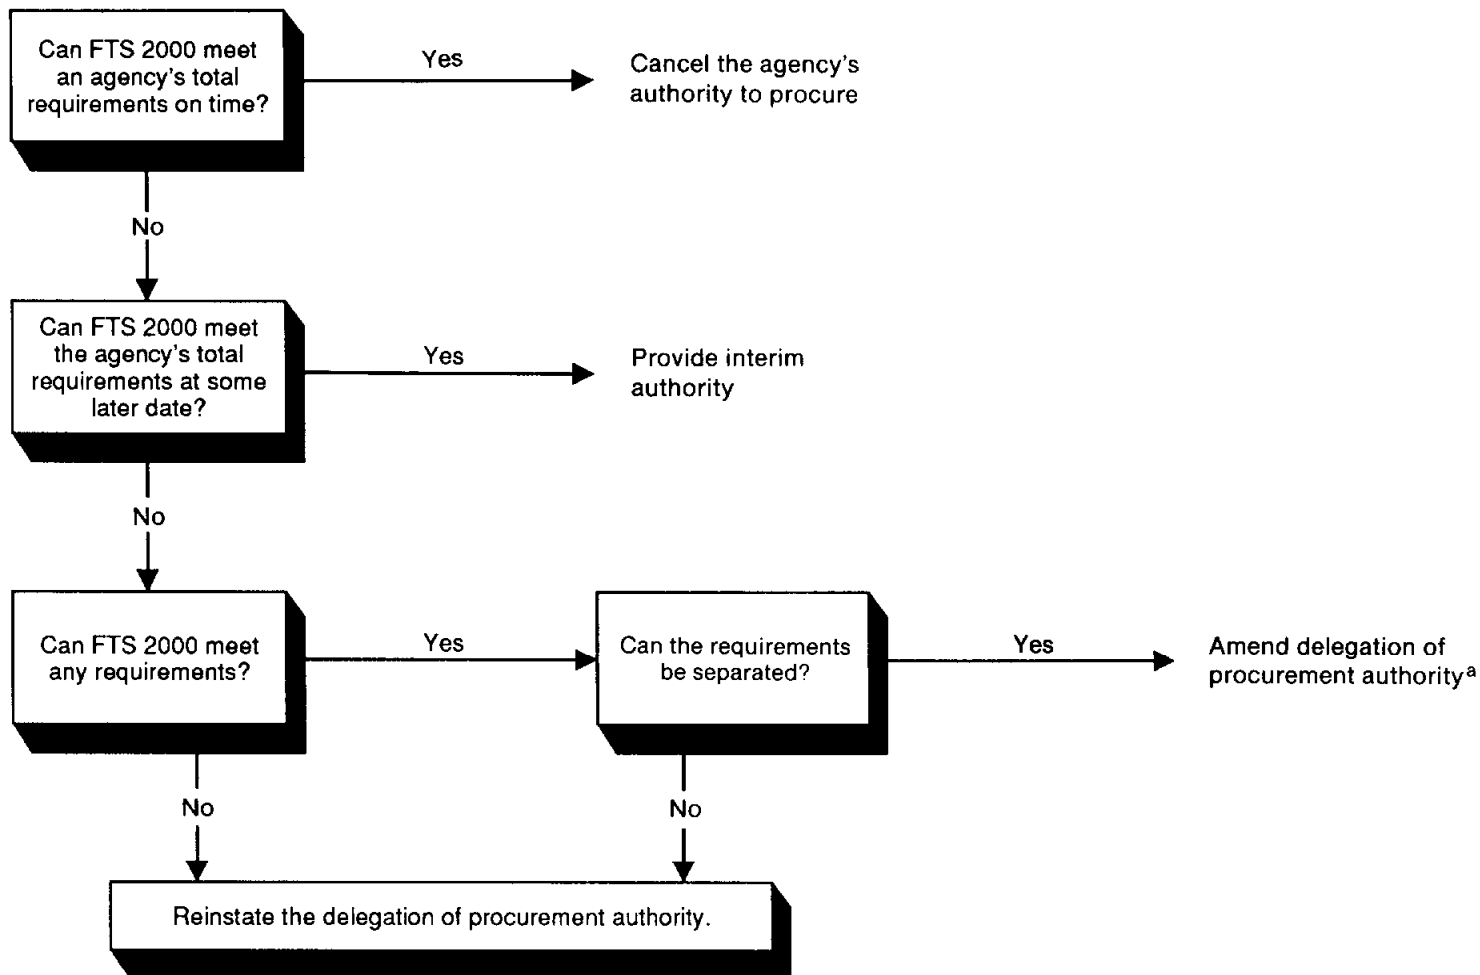 Can FTS 2000 meet
an agency's total
requirements on time?
Yes
Cancel the agency's
authority to procure
No
Can FTS 2000 meet
the agency's total
requirements at some
later date?
Yes
Provide interim
authority
No
Can FTS 2000 meet
any requirements?
Yes
Can the requirements
be separated?
Yes
Amend delegation of
procurement authorityᵃ
No
No
Reinstate the delegation of procurement authority.